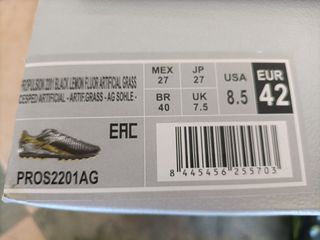 PROPULSION 2201 BLACK LEMON FLUOR ARTIFICIAL GRASS
CESPED ARTIFICIAL - ARTIF.GRASS - AG SOHLE -
MEX
27
JP
27
USA
8.5
EUR
42
BR
40
UK
7.5
EAC
PROS2201AG
8 445456 255703